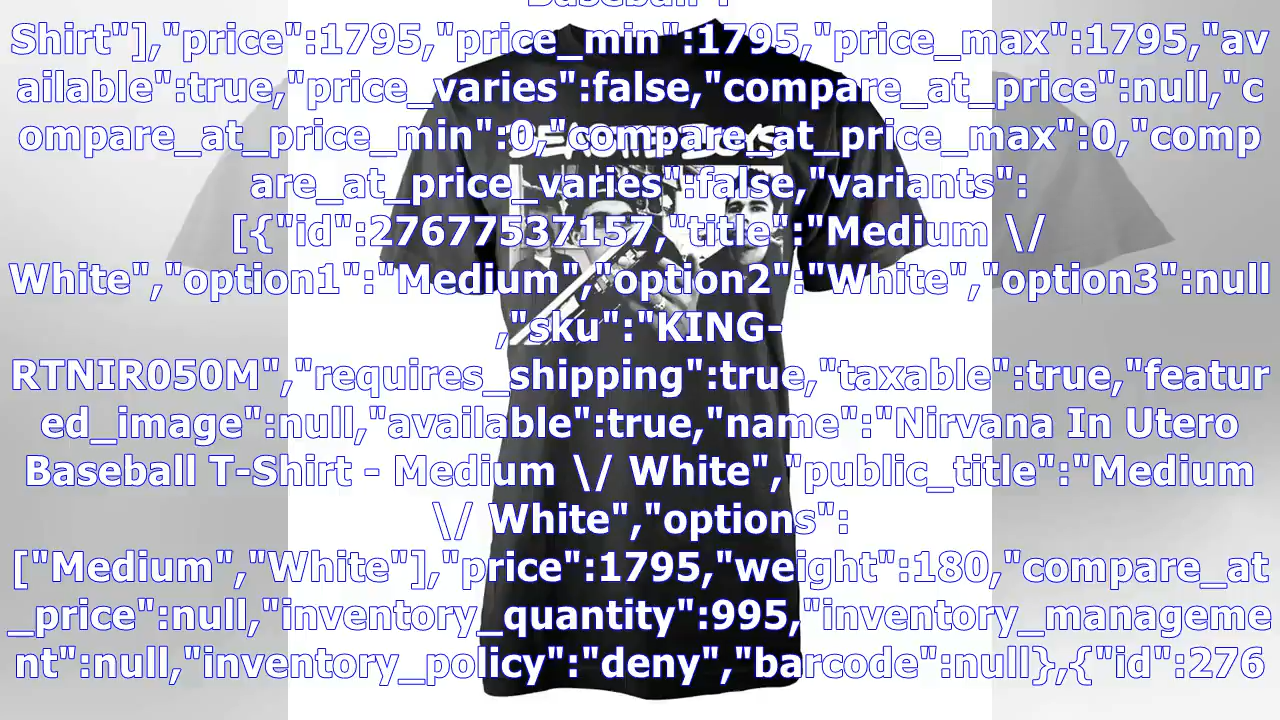 Baseball T-
Shirt"],"price":1795,"price_min":1795,"price_max":1795,"av
ailable":true,"price_varies":false,"compare_at_price":null,"c
ompare_at_price_min":0,"compare_at_price_max":0,"comp
BEASTIE BOYS
are_at_price_varies":false,"variants":
[{"id":27677537157,"title":"Medium \/
White","option1":"Medium","option2":"White","option3":null
,"sku":"KING-
RTNIR050M","requires_shipping":true,"taxable":true,"featur
ed_image":null,"available":true,"name":"Nirvana In Utero
Baseball T-Shirt - Medium \/ White","public_title":"Medium
\/ White","options":
["Medium","White"],"price":1795,"weight":180,"compare_at
_price":null,"inventory_quantity":995,"inventory_manageme
nt":null,"inventory_policy":"deny","barcode":null},{"id":276